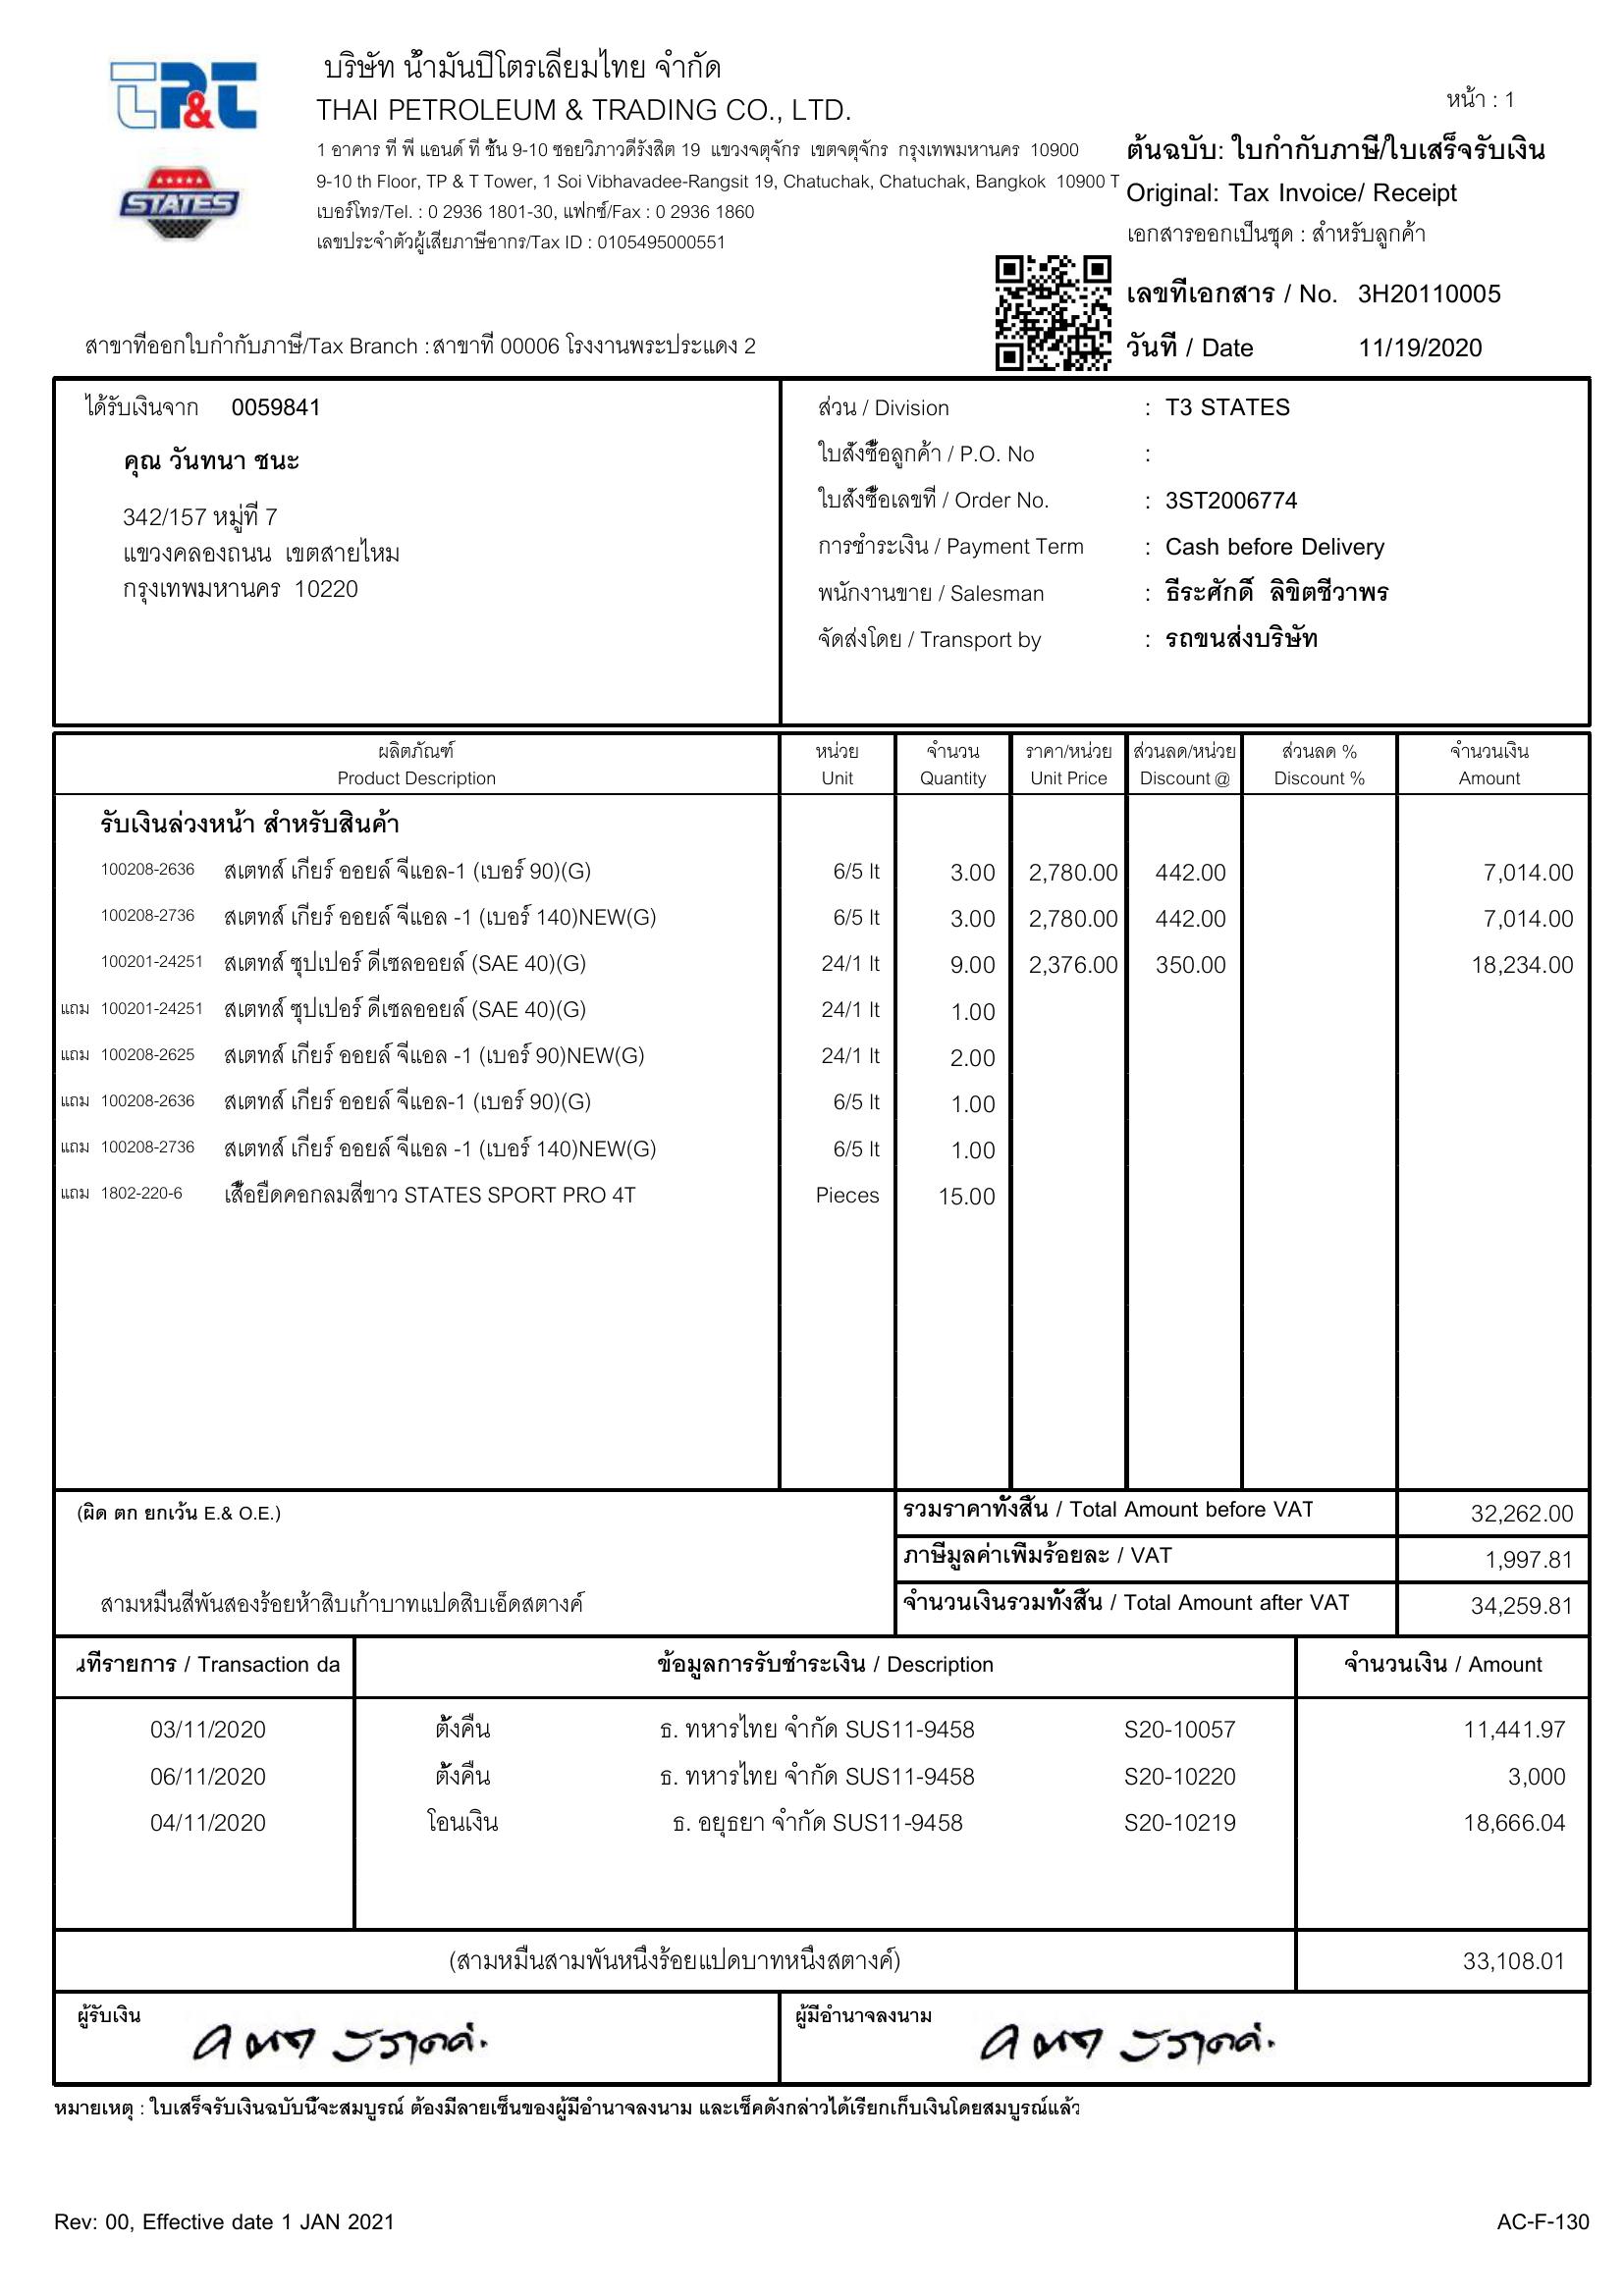 TP&T
บริษัท น้ำมันปิโตรเลียมไทย จำกัด
THAI PETROLEUM & TRADING CO., LTD.
หน้า : 1
1 อาคาร ที พี แอนด์ ที ชั้น 9-10 ซอยวิภาวดีรังสิต 19 แขวงจตุจักร เขตจตุจักร กรุงเทพมหานคร 10900
ต้นฉบับ: ใบกำกับภาษี/ใบเสร็จรับเงิน
9-10 th Floor, TP & T Tower, 1 Soi Vibhavadee-Rangsit 19, Chatuchak, Chatuchak, Bangkok 10900 T
Original: Tax Invoice/ Receipt
STATES
เบอร์โทร/Tel. : 0 2936 1801-30, แฟกซ์/Fax : 0 2936 1860
เอกสารออกเป็นชุด : สำหรับลูกค้า
เลขประจำตัวผู้เสียภาษีอากร/Tax ID : 0105495000551
เลขที่เอกสาร / No. 3H20110005
สาขาที่ออกใบกำกับภาษี/Tax Branch : สาขาที่ 00006 โรงงานพระประแดง 2
วันที่ / Date 11/19/2020
ได้รับเงินจาก 0059841
คุณ วันทนา ชนะ
342/157 หมู่ที่ 7
แขวงคลองถนน เขตสายไหม
กรุงเทพมหานคร 10220
ส่วน / Division : T3 STATES
ใบสั่งซื้อลูกค้า / P.O. No :
ใบสั่งซื้อเลขที่ / Order No. : 3ST2006774
การชำระเงิน / Payment Term : Cash before Delivery
พนักงานขาย / Salesman : ธีระศักดิ์ ลิขิตชีวาพร
จัดส่งโดย / Transport by : รถขนส่งบริษัท
ผลิตภัณฑ์ หน่วย จำนวน ราคา/หน่วย ส่วนลด/หน่วย ส่วนลด % จำนวนเงิน
Product Description Unit Quantity Unit Price Discount @ Discount % Amount
รับเงินล่วงหน้า สำหรับสินค้า
100208-2636 สเตทส์ เกียร์ ออยล์ จีแอล-1 (เบอร์ 90)(G) 6/5 lt 3.00 2,780.00 442.00 7,014.00
100208-2736 สเตทส์ เกียร์ ออยล์ จีแอล -1 (เบอร์ 140)NEW(G) 6/5 lt 3.00 2,780.00 442.00 7,014.00
100201-24251 สเตทส์ ซุปเปอร์ ดีเซลออยล์ (SAE 40)(G) 24/1 lt 9.00 2,376.00 350.00 18,234.00
แถม 100201-24251 สเตทส์ ซุปเปอร์ ดีเซลออยล์ (SAE 40)(G) 24/1 lt 1.00
แถม 100208-2625 สเตทส์ เกียร์ ออยล์ จีแอล -1 (เบอร์ 90)NEW(G) 24/1 lt 2.00
แถม 100208-2636 สเตทส์ เกียร์ ออยล์ จีแอล-1 (เบอร์ 90)(G) 6/5 lt 1.00
แถม 100208-2736 สเตทส์ เกียร์ ออยล์ จีแอล -1 (เบอร์ 140)NEW(G) 6/5 lt 1.00
แถม 1802-220-6 เสื้อยืดคอกลมสีขาว STATES SPORT PRO 4T Pieces 15.00
(ผิด ตก ยกเว้น E.& O.E.)
รวมราคาทั้งสิ้น / Total Amount before VAT 32,262.00
ภาษีมูลค่าเพิ่มร้อยละ / VAT 1,997.81
สามหมื่นสี่พันสองร้อยห้าสิบเก้าบาทแปดสิบเอ็ดสตางค์
จำนวนเงินรวมทั้งสิ้น / Total Amount after VAT 34,259.81
นที่รายการ / Transaction da ข้อมูลการรับชำระเงิน / Description จำนวนเงิน / Amount
03/11/2020 ตั้งคืน ธ. ทหารไทย จำกัด SUS11-9458 S20-10057 11,441.97
06/11/2020 ตั้งคืน ธ. ทหารไทย จำกัด SUS11-9458 S20-10220 3,000
04/11/2020 โอนเงิน ธ. อยุธยา จำกัด SUS11-9458 S20-10219 18,666.04
(สามหมื่นสามพันหนึ่งร้อยแปดบาทหนึ่งสตางค์) 33,108.01
ผู้รับเงิน
ผู้มีอำนาจลงนาม
หมายเหตุ : ใบเสร็จรับเงินฉบับนี้จะสมบูรณ์ ต้องมีลายเซ็นของผู้มีอำนาจลงนาม และเช็คดังกล่าวได้เรียกเก็บเงินโดยสมบูรณ์แล้ว
Rev: 00, Effective date 1 JAN 2021
AC-F-130